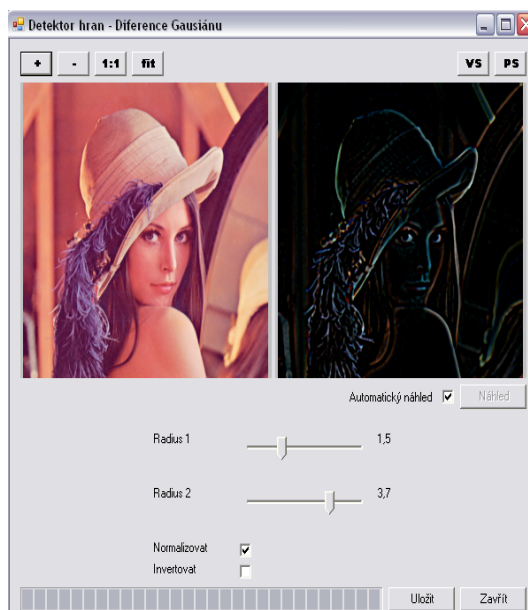 Detektor hran - Diference Gausiánu
+ - 1:1 fit VS PS
Automatický náhled Náhled
Radius 1 1,5
Radius 2 3,7
Normalizovat
Invertovat
Uložit Zavřít